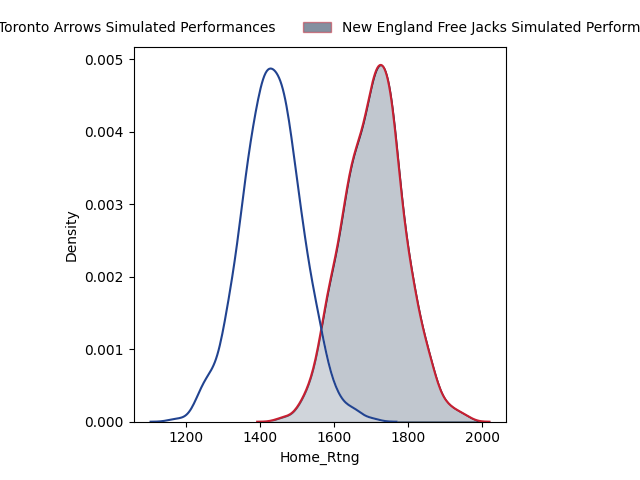 Toronto Arrows Simulated Performances
New England Free Jacks Simulated Perform
0.005
0.004
0.003
0.002
0.001
0.000
Density
1200 1400 1600 1800 2000
Home_Rtng